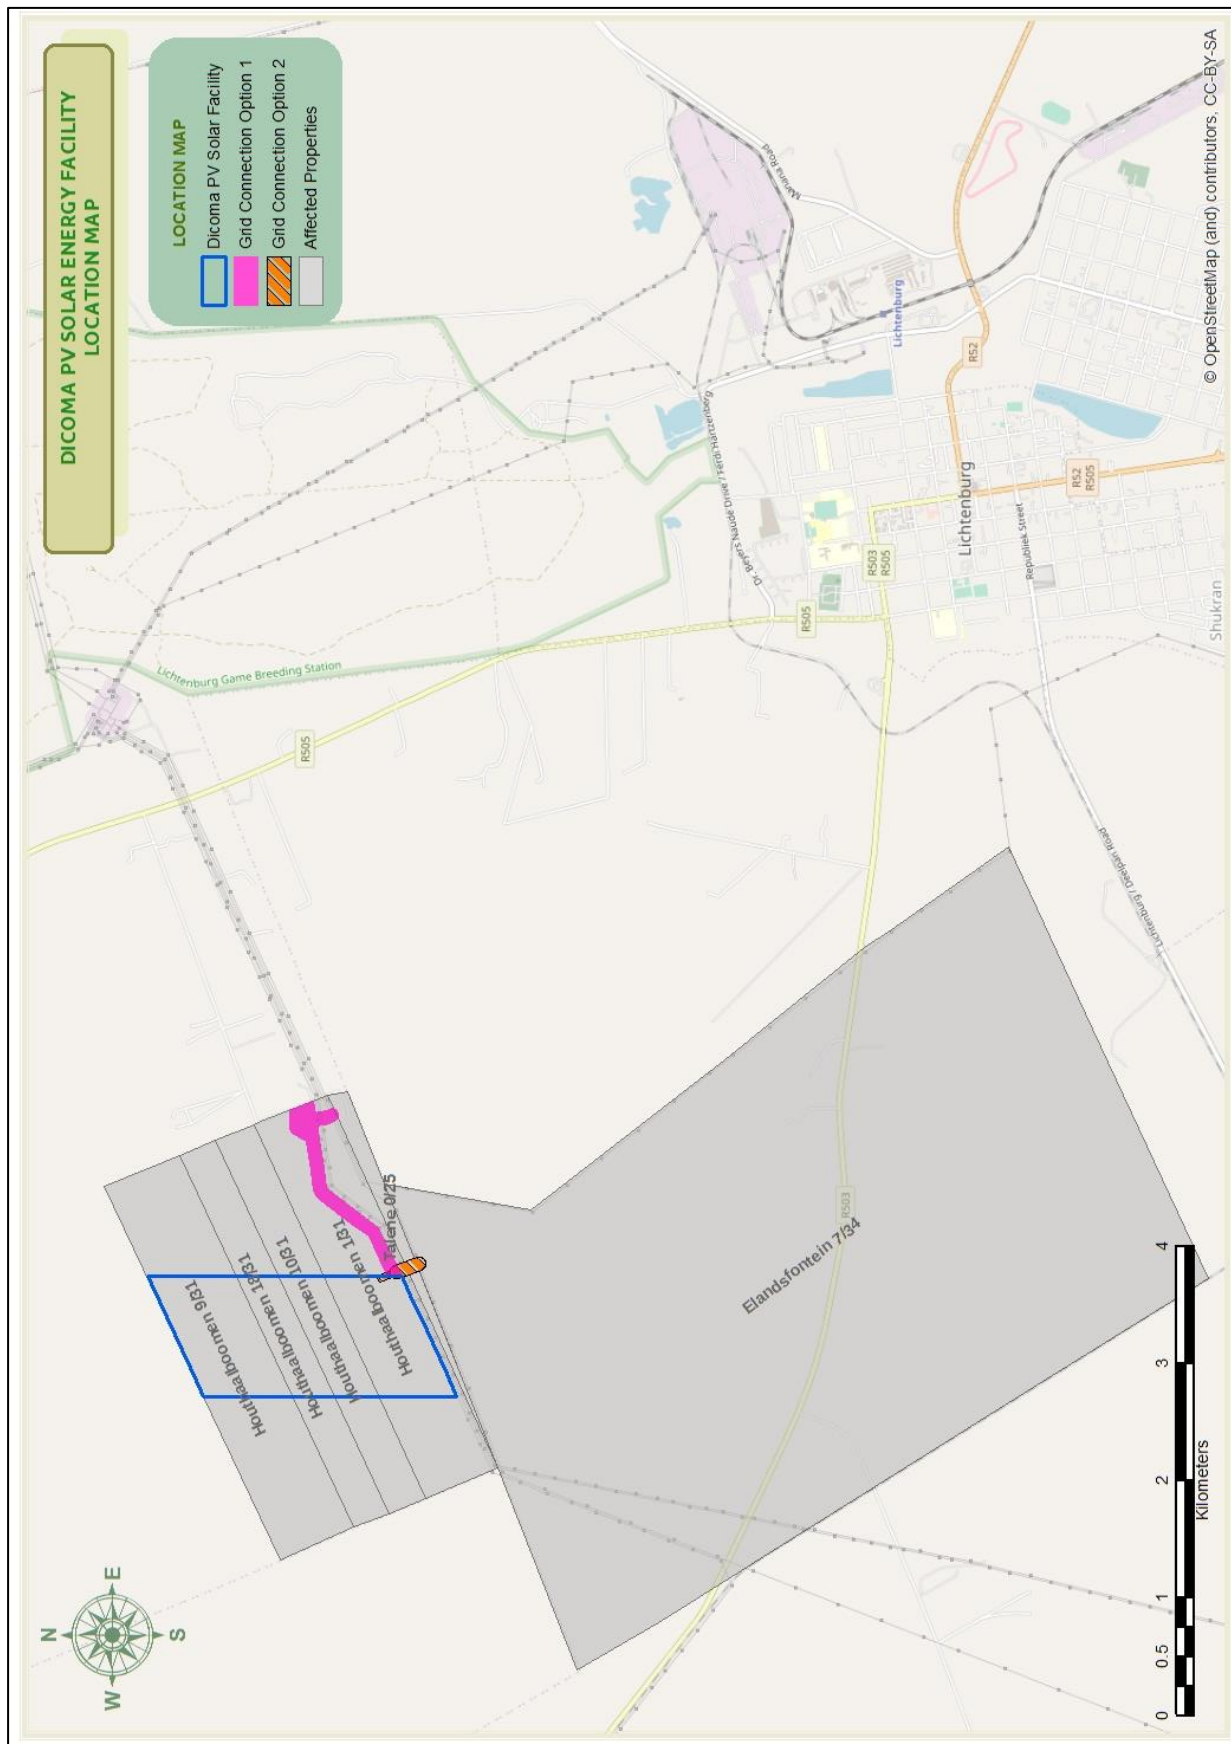 DICOMA PV SOLAR ENERGY FACILITY
LOCATION MAP
LOCATION MAP
Dicoma PV Solar Facility
Grid Connection Option 1
Grid Connection Option 2
Affected Properties
N
W
E
S
Houthaalboomen 9/31
Houthaalboomen 18/31
Houthaalboomen 10/31
Houthaalboomen 1/31
Talene 0/25
Elandsfontein 7/34
R505
Lichtenburg Game Breeding Station
Manana Road
Dr. Beyers Naudé Drive / Ferdi Hartzenberg
Lichtenburg
R52
R505
R503
R505
Lichtenburg
R52
R505
Republiek Street
Shukran
R503
Lichtenburg / Deelpan Road
0
0.5
1
2
3
4
Kilometers
© OpenStreetMap (and) contributors, CC-BY-SA